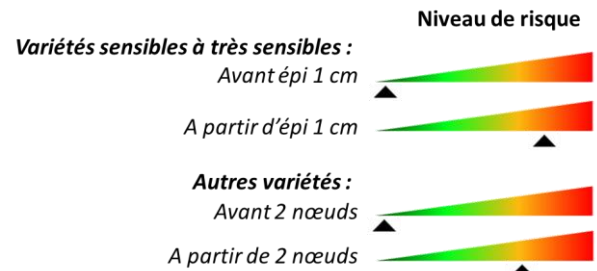 Niveau de risque
Variétés sensibles à très sensibles :
Avant épi 1 cm
A partir d'épi 1 cm
Autres variétés :
Avant 2 nœuds
A partir de 2 nœuds